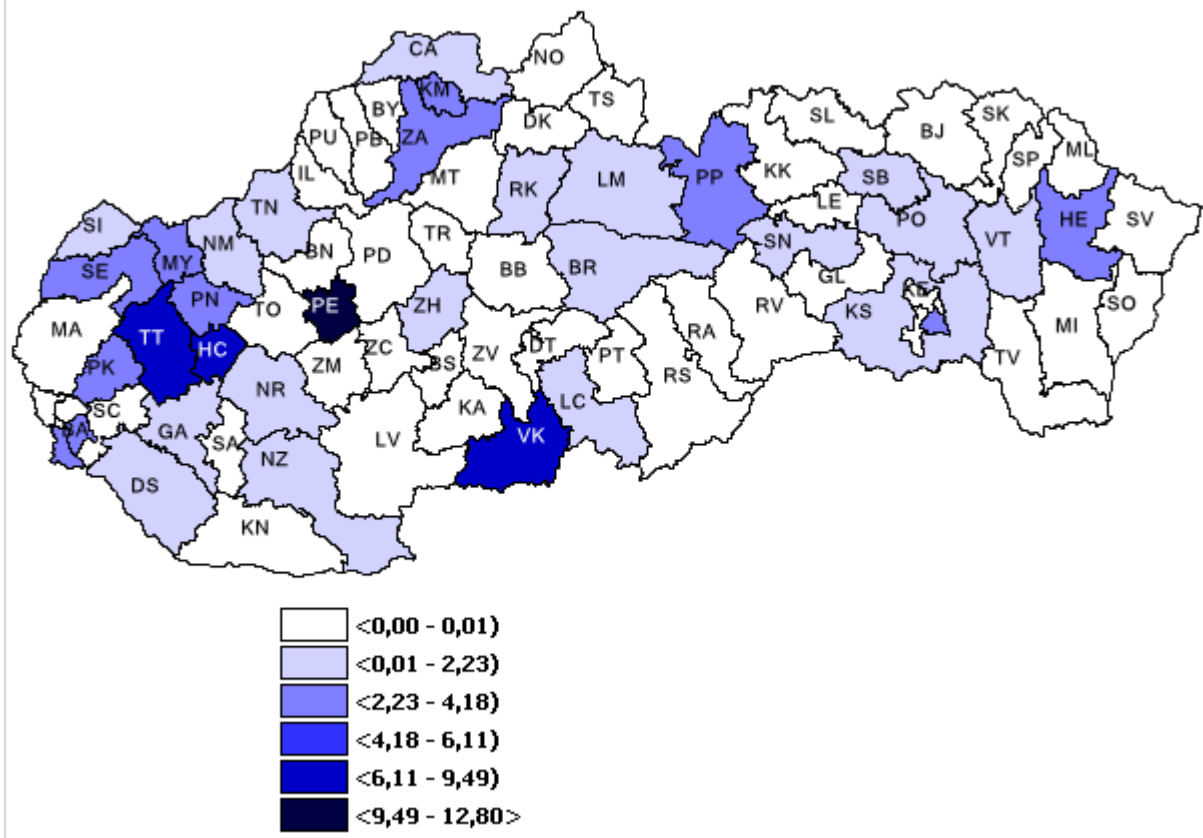 CA
NO
KM
TS
BY
PU
PB
ZA
DK
SL
BJ
SK
SP
ML
IL
MT
RK
LM
PP
KK
SB
LE
HE
SV
SI
TN
NM
PO
SE
MY
BN
PD
TR
BB
BR
SN
VT
GL
PN
TO
PE
ZH
RV
KS
KE
SO
MA
TT
HC
ZM
ZC
BS
ZV
DT
PT
RA
MI
TV
PK
NR
RS
SC
KA
LC
BA
GA
SA
LV
VK
NZ
DS
KN
<0,00 - 0,01)
<0,01 - 2,23)
<2,23 - 4,18)
<4,18 - 6,11)
<6,11 - 9,49)
<9,49 - 12,80>